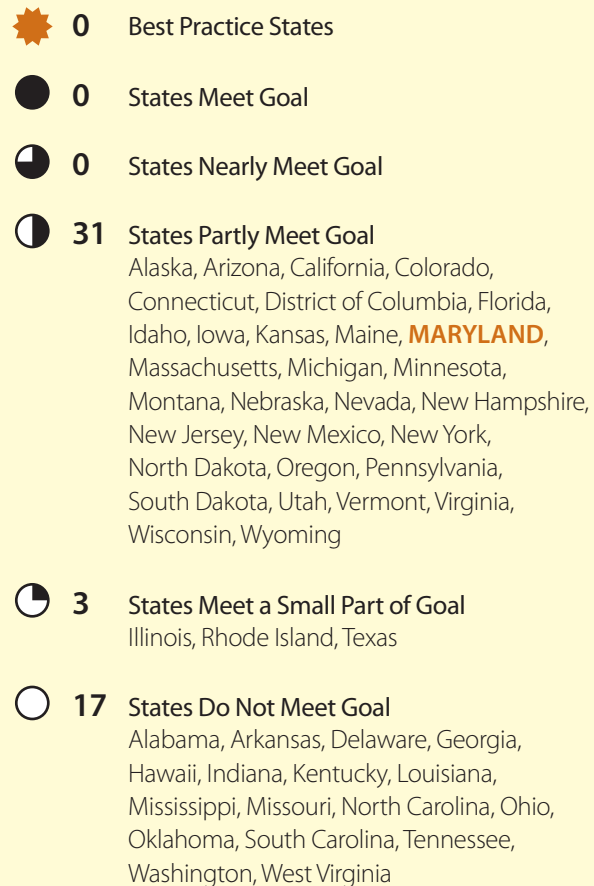 0 Best Practice States
0 States Meet Goal
0 States Nearly Meet Goal
31 States Partly Meet Goal
Alaska, Arizona, California, Colorado,
Connecticut, District of Columbia, Florida,
Idaho, Iowa, Kansas, Maine, MARYLAND,
Massachusetts, Michigan, Minnesota,
Montana, Nebraska, Nevada, New Hampshire,
New Jersey, New Mexico, New York,
North Dakota, Oregon, Pennsylvania,
South Dakota, Utah, Vermont, Virginia,
Wisconsin, Wyoming
3 States Meet a Small Part of Goal
Illinois, Rhode Island, Texas
17 States Do Not Meet Goal
Alabama, Arkansas, Delaware, Georgia,
Hawaii, Indiana, Kentucky, Louisiana,
Mississippi, Missouri, North Carolina, Ohio,
Oklahoma, South Carolina, Tennessee,
Washington, West Virginia